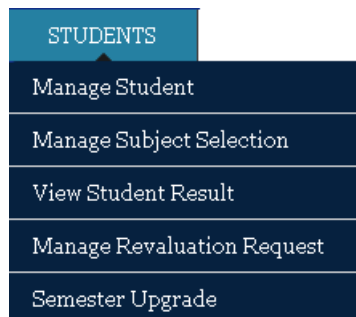 STUDENTS
Manage Student
Manage Subject Selection
View Student Result
Manage Revaluation Request
Semester Upgrade